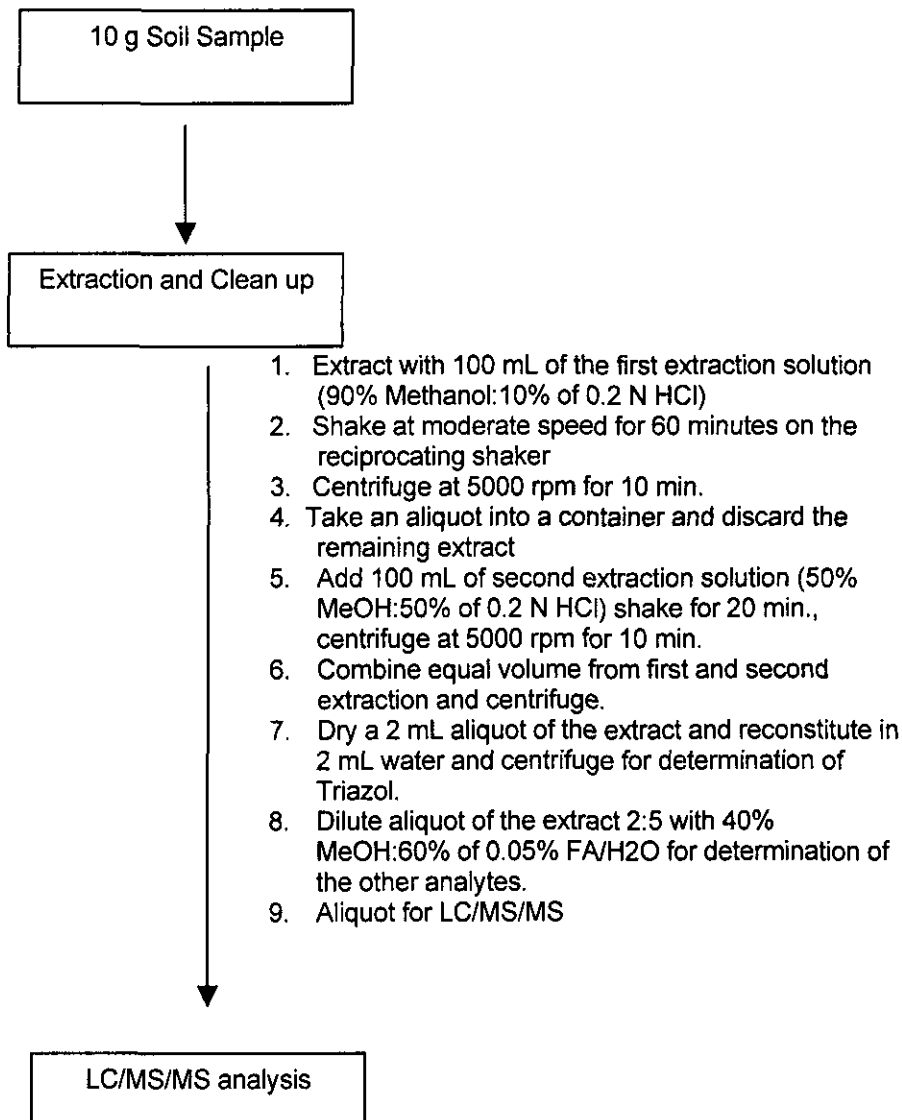 10 g Soil Sample
Extraction and Clean up
1. Extract with 100 mL of the first extraction solution
(90% Methanol:10% of 0.2 N HCl)
2. Shake at moderate speed for 60 minutes on the
reciprocating shaker
3. Centrifuge at 5000 rpm for 10 min.
4. Take an aliquot into a container and discard the
remaining extract
5. Add 100 mL of second extraction solution (50%
MeOH:50% of 0.2 N HCl) shake for 20 min.,
centrifuge at 5000 rpm for 10 min.
6. Combine equal volume from first and second
extraction and centrifuge.
7. Dry a 2 mL aliquot of the extract and reconstitute in
2 mL water and centrifuge for determination of
Triazol.
8. Dilute aliquot of the extract 2:5 with 40%
MeOH:60% of 0.05% FA/H2O for determination of
the other analytes.
9. Aliquot for LC/MS/MS
LC/MS/MS analysis